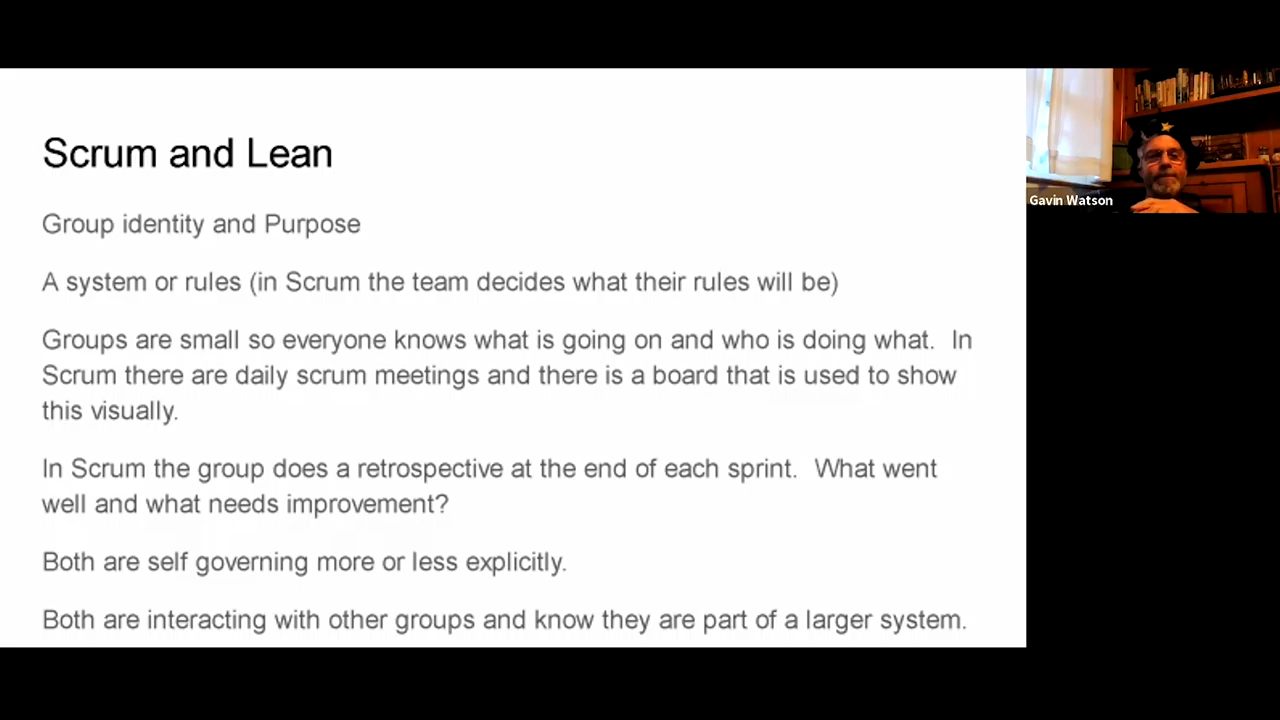 Scrum and Lean
Group identity and Purpose
A system or rules (in Scrum the team decides what their rules will be)
Groups are small so everyone knows what is going on and who is doing what.  In
Scrum there are daily scrum meetings and there is a board that is used to show
this visually.
In Scrum the group does a retrospective at the end of each sprint.  What went
well and what needs improvement?
Both are self governing more or less explicitly.
Both are interacting with other groups and know they are part of a larger system.
Gavin Watson